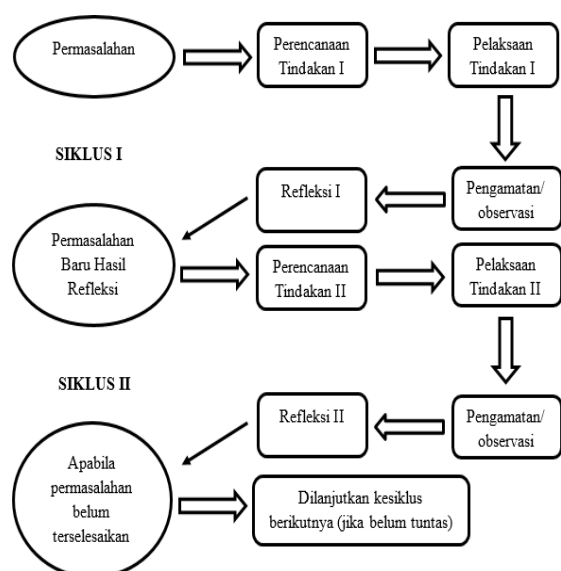 Permasalahan
Perencanaan
Tindakan I
Pelaksaan
Tindakan I
SIKLUS I
Pengamatan/
observasi
Refleksi I
Permasalahan
Baru Hasil
Refleksi
Perencanaan
Tindakan II
Pelaksaan
Tindakan II
SIKLUS II
Pengamatan/
observasi
Refleksi II
Apabila
permasalahan
belum
terselesaikan
Dilanjutkan kesiklus
berikutnya (jika belum tuntas)